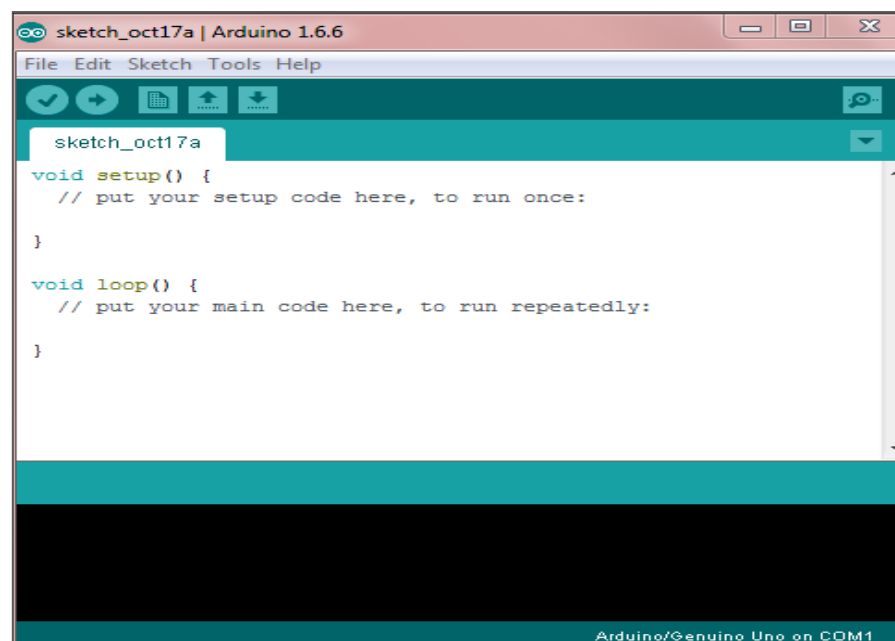 sketch_oct17a | Arduino 1.6.6
File Edit Sketch Tools Help
sketch_oct17a
void setup() {
  // put your setup code here, to run once:
}
void loop() {
  // put your main code here, to run repeatedly:
}
Arduino/Genuino Uno on COM1